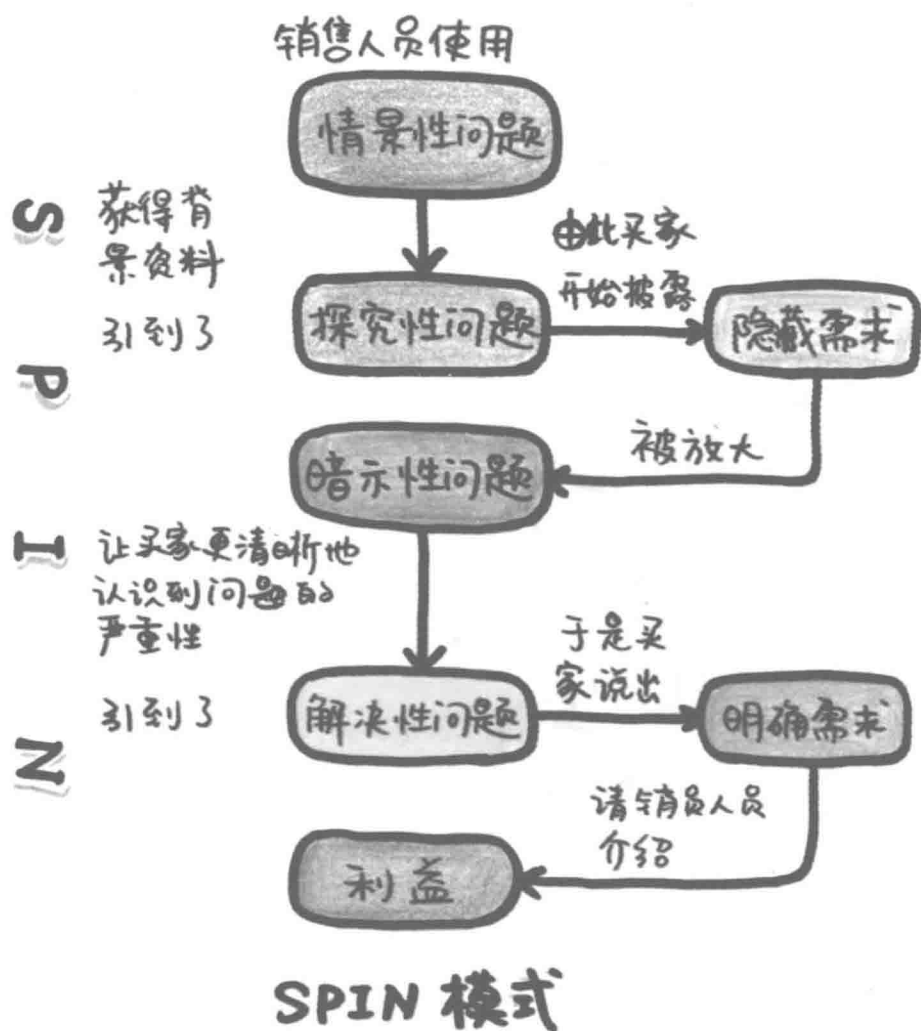 销售人员使用
情景性问题
S
获得背
景资料
由此买家
开始披露
引到了
探究性问题
隐藏需求
P
被放大
暗示性问题
I
让买家更清晰地
认识到问题的
严重性
于是买
家说出
引到了
解决性问题
明确需求
N
请销员人员
介绍
利益
SPIN 模式